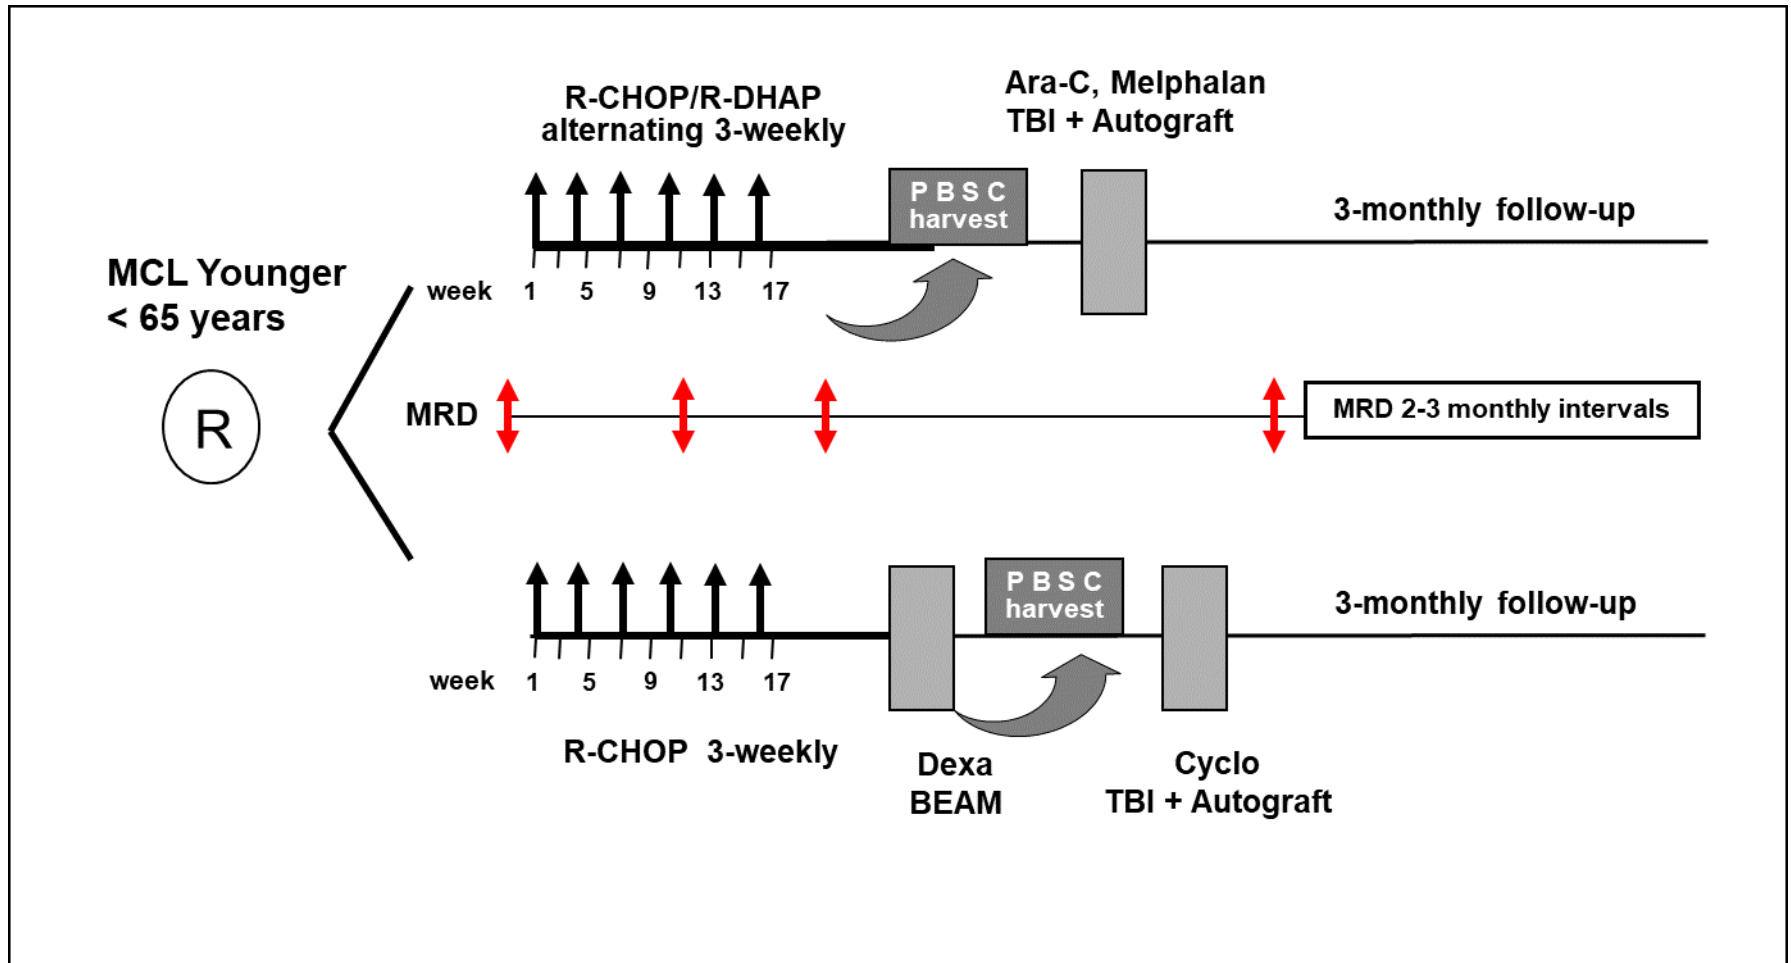 R-CHOP/R-DHAP
alternating 3-weekly
Ara-C, Melphalan
TBI + Autograft
P B S C
harvest
3-monthly follow-up
week 1 5 9 13 17
MCL Younger
< 65 years
R
MRD
MRD 2-3 monthly intervals
P B S C
harvest
3-monthly follow-up
week 1 5 9 13 17
R-CHOP 3-weekly
Dexa
BEAM
Cyclo
TBI + Autograft